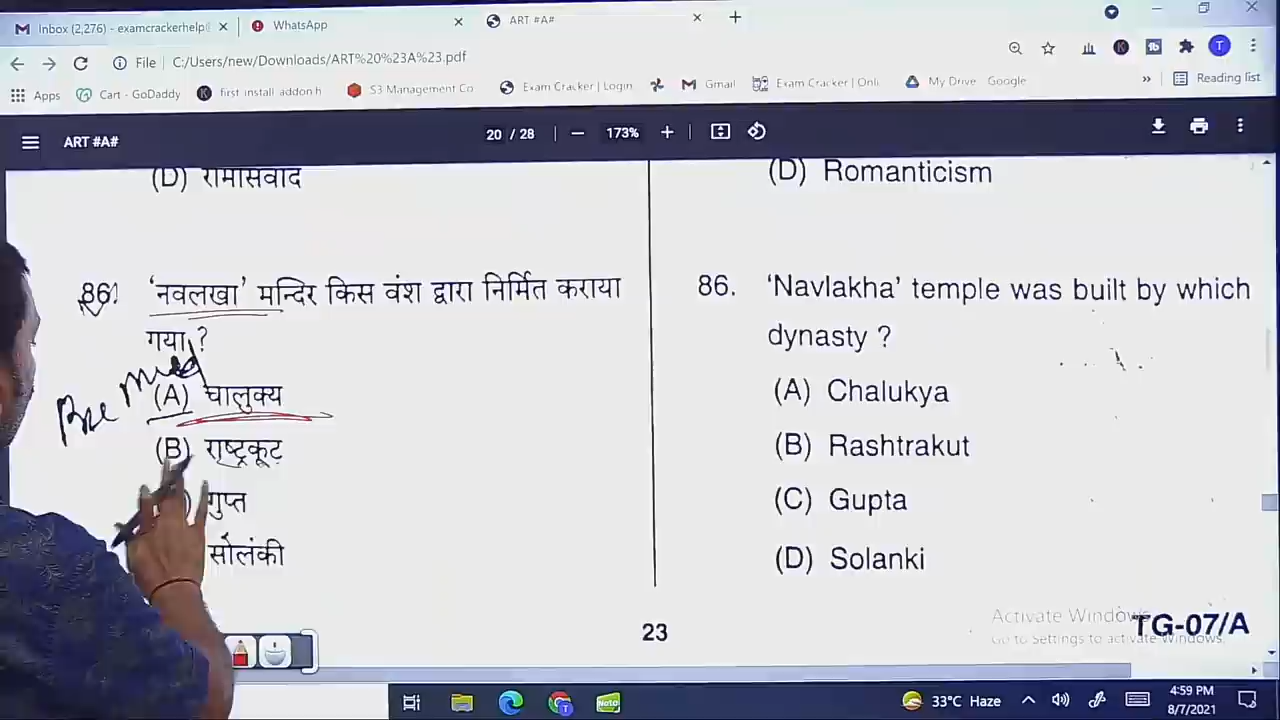 Inbox (2,276) - examcrackerhelp@
WhatsApp
ART #A#
File
C:/Users/new/Downloads/ART%20%23A%23.pdf
Apps
Cart - GoDaddy
first install addon h
S3 Management Co
Exam Cracker | Login
Gmail
Exam Cracker | Onli
My Drive
Google
»
Reading list
ART #A#
20 / 28
173%
(D) Romanticism
86. 'नवलखा' मन्दिर किस वंश द्वारा निर्मित कराया
गया ?
(A) चालुक्य
(B) राष्ट्रकूट
गुप्त
सोलंकी
86. 'Navlakha' temple was built by which
dynasty ?
(A) Chalukya
(B) Rashtrakut
(C) Gupta
(D) Solanki
Activate Windows
Go to Settings to activate Windows.
23
TG-07/A
33°C Haze
4:59 PM
8/7/2021